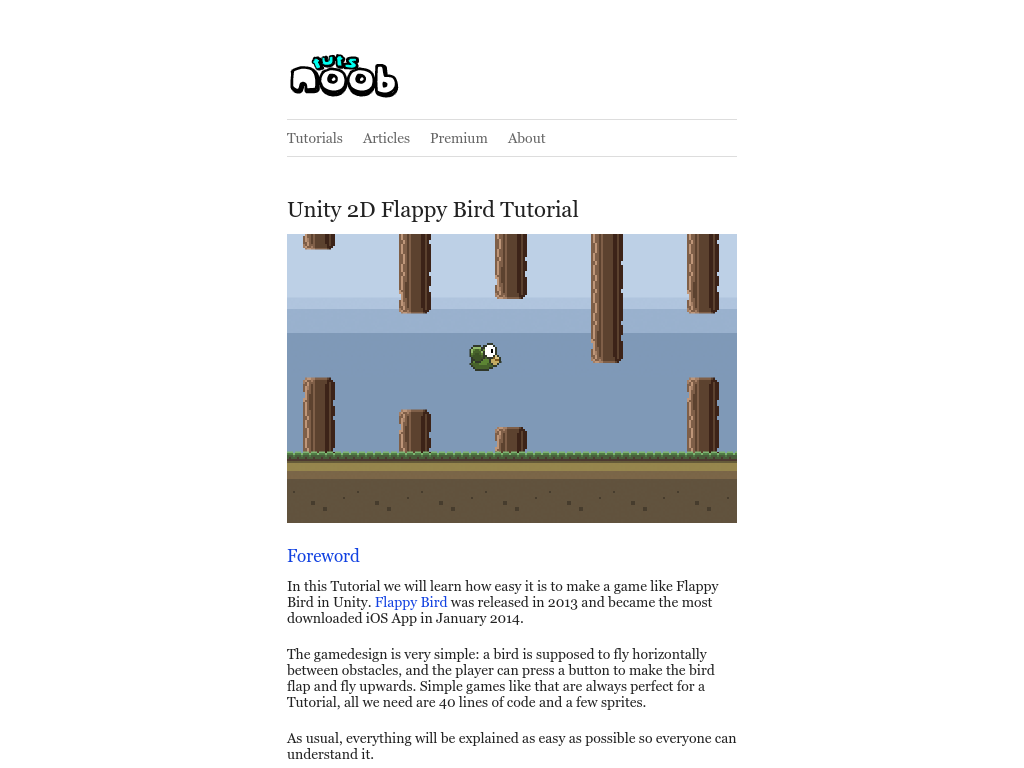 tuts
noob
Tutorials Articles Premium About
Unity 2D Flappy Bird Tutorial
Foreword
In this Tutorial we will learn how easy it is to make a game like Flappy
Bird in Unity. Flappy Bird was released in 2013 and became the most
downloaded iOS App in January 2014.
The gamedesign is very simple: a bird is supposed to fly horizontally
between obstacles, and the player can press a button to make the bird
flap and fly upwards. Simple games like that are always perfect for a
Tutorial, all we need are 40 lines of code and a few sprites.
As usual, everything will be explained as easy as possible so everyone can
understand it.